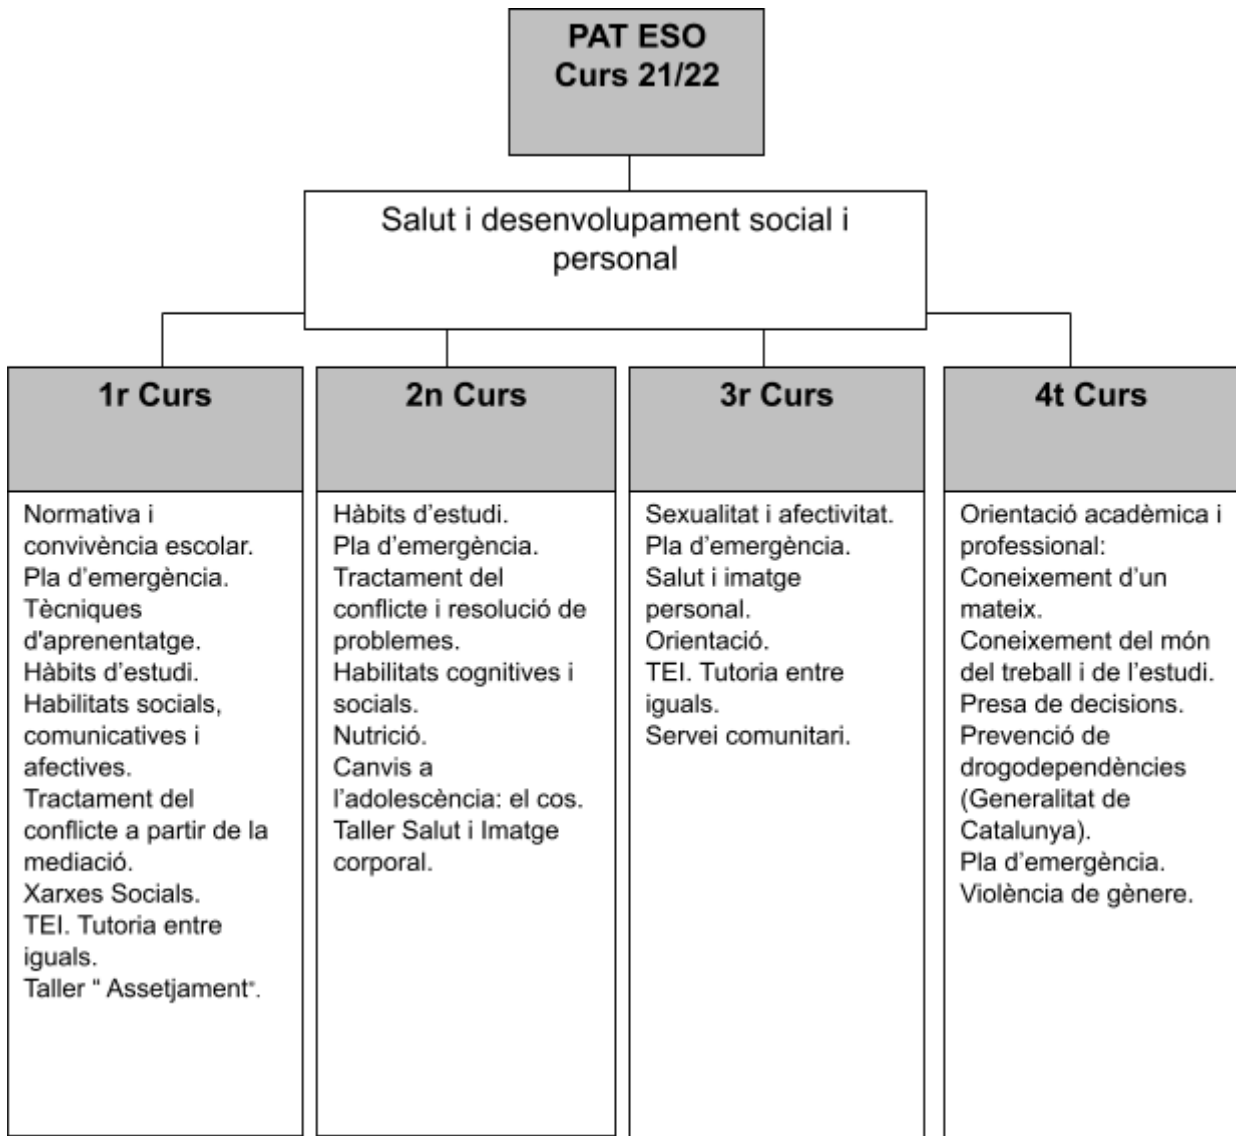 PAT ESO
Curs 21/22
Salut i desenvolupament social i
personal
1r Curs
Normativa i
convivència escolar.
Pla d’emergència.
Tècniques
d'aprenentatge.
Hàbits d’estudi.
Habilitats socials,
comunicatives i
afectives.
Tractament del
conflicte a partir de la
mediació.
Xarxes Socials.
TEI. Tutoria entre
iguals.
Taller “ Assetjament”.
2n Curs
Hàbits d’estudi.
Pla d’emergència.
Tractament del
conflicte i resolució de
problemes.
Habilitats cognitives i
socials.
Nutrició.
Canvis a
l’adolescència: el cos.
Taller Salut i Imatge
corporal.
3r Curs
Sexualitat i afectivitat.
Pla d’emergència.
Salut i imatge
personal.
Orientació.
TEI. Tutoria entre
iguals.
Servei comunitari.
4t Curs
Orientació acadèmica i
professional:
Coneixement d’un
mateix.
Coneixement del món
del treball i de l’estudi.
Presa de decisions.
Prevenció de
drogodependències
(Generalitat de
Catalunya).
Pla d’emergència.
Violència de gènere.